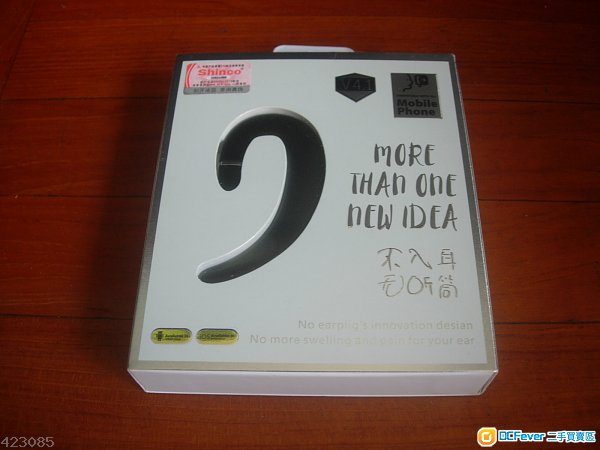 Shinco
V4.1
Mobile
Phone
MORE
THAN ONE
NEW IDEA
不入耳
无听筒
No earplig's innovation desian
No more swelling and pain for your ear
423085
DCFever 二手買賣區